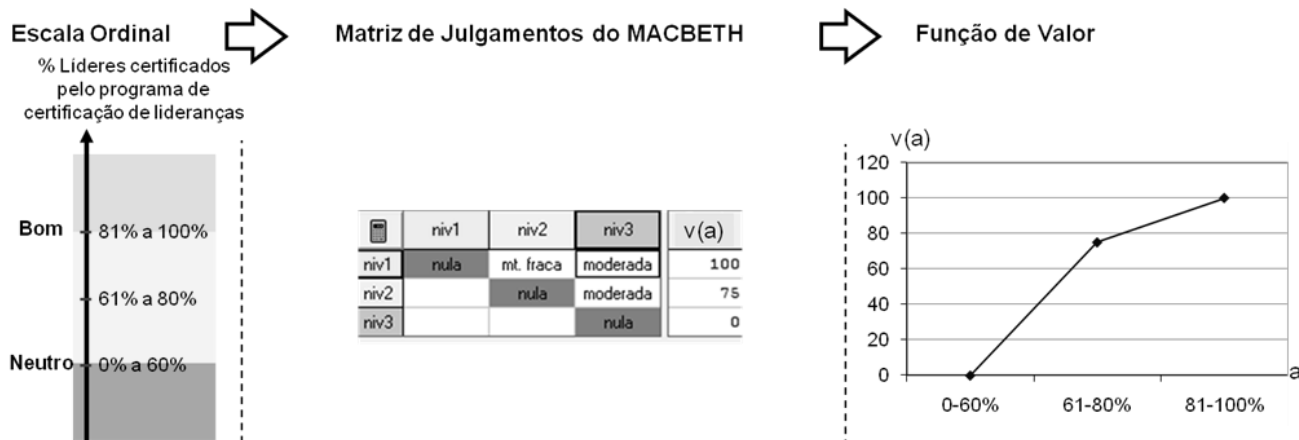 Escala Ordinal
% Líderes certificados
pelo programa de
certificação de lideranças
Bom
81% a 100%
61% a 80%
Neutro
0% a 60%
Matriz de Julgamentos do MACBETH
niv1 niv2 niv3 v(a)
niv1 nula mt. fraca moderada 100
niv2 nula moderada 75
niv3 nula 0
Função de Valor
v(a)
120
100
80
60
40
20
0
0-60% 61-80% 81-100%
a